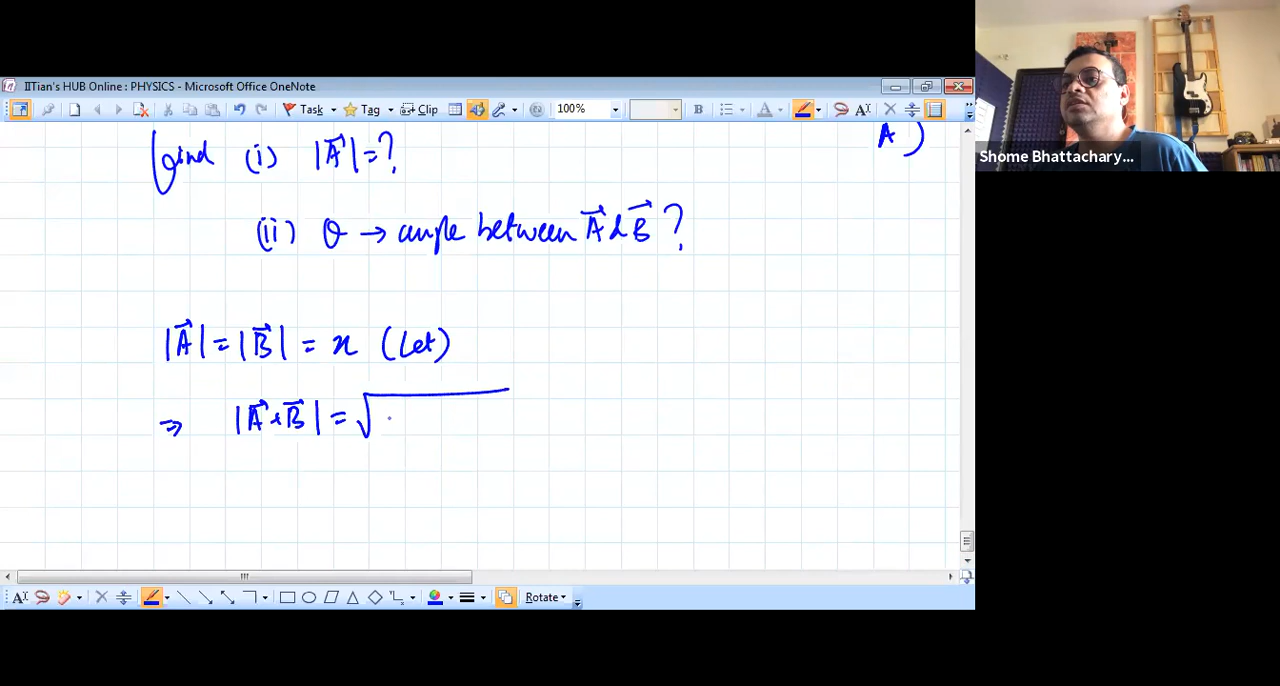 IITian's HUB Online : PHYSICS - Microsoft Office OneNote
Task Tag Clip 100% B A A
find (i) |A⃗| = ?
A )
Shome Bhattachary...
(ii) θ → angle between A⃗ & B⃗ ?
|A⃗| = |B⃗| = x (Let)
⇒ |A⃗ + B⃗| = √
A Rotate